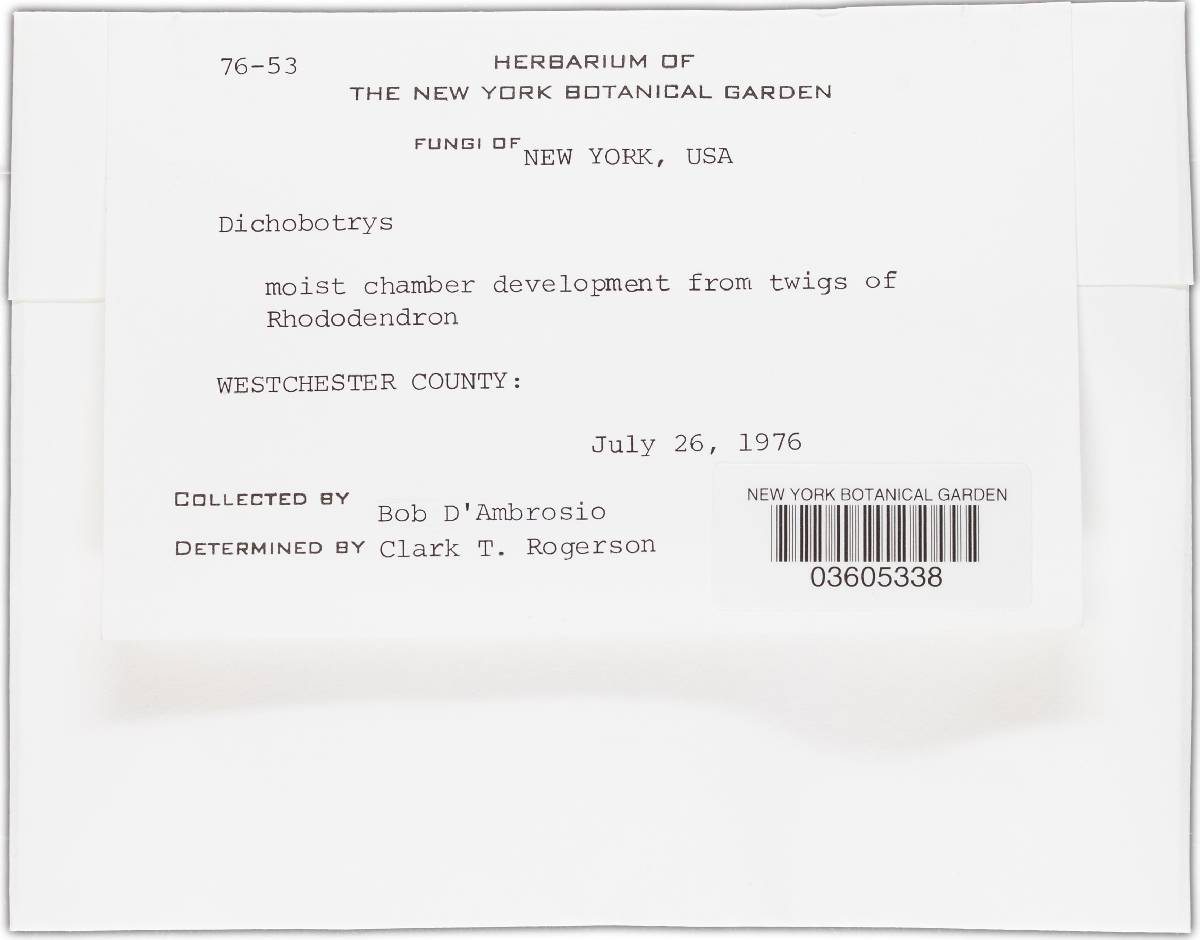 76-53
HERBARIUM OF
THE NEW YORK BOTANICAL GARDEN
FUNGI OF NEW YORK, USA
Dichobotrys
moist chamber development from twigs of
Rhododendron
WESTCHESTER COUNTY:
July 26, 1976
COLLECTED BY Bob D'Ambrosio
DETERMINED BY Clark T. Rogerson
NEW YORK BOTANICAL GARDEN
03605338